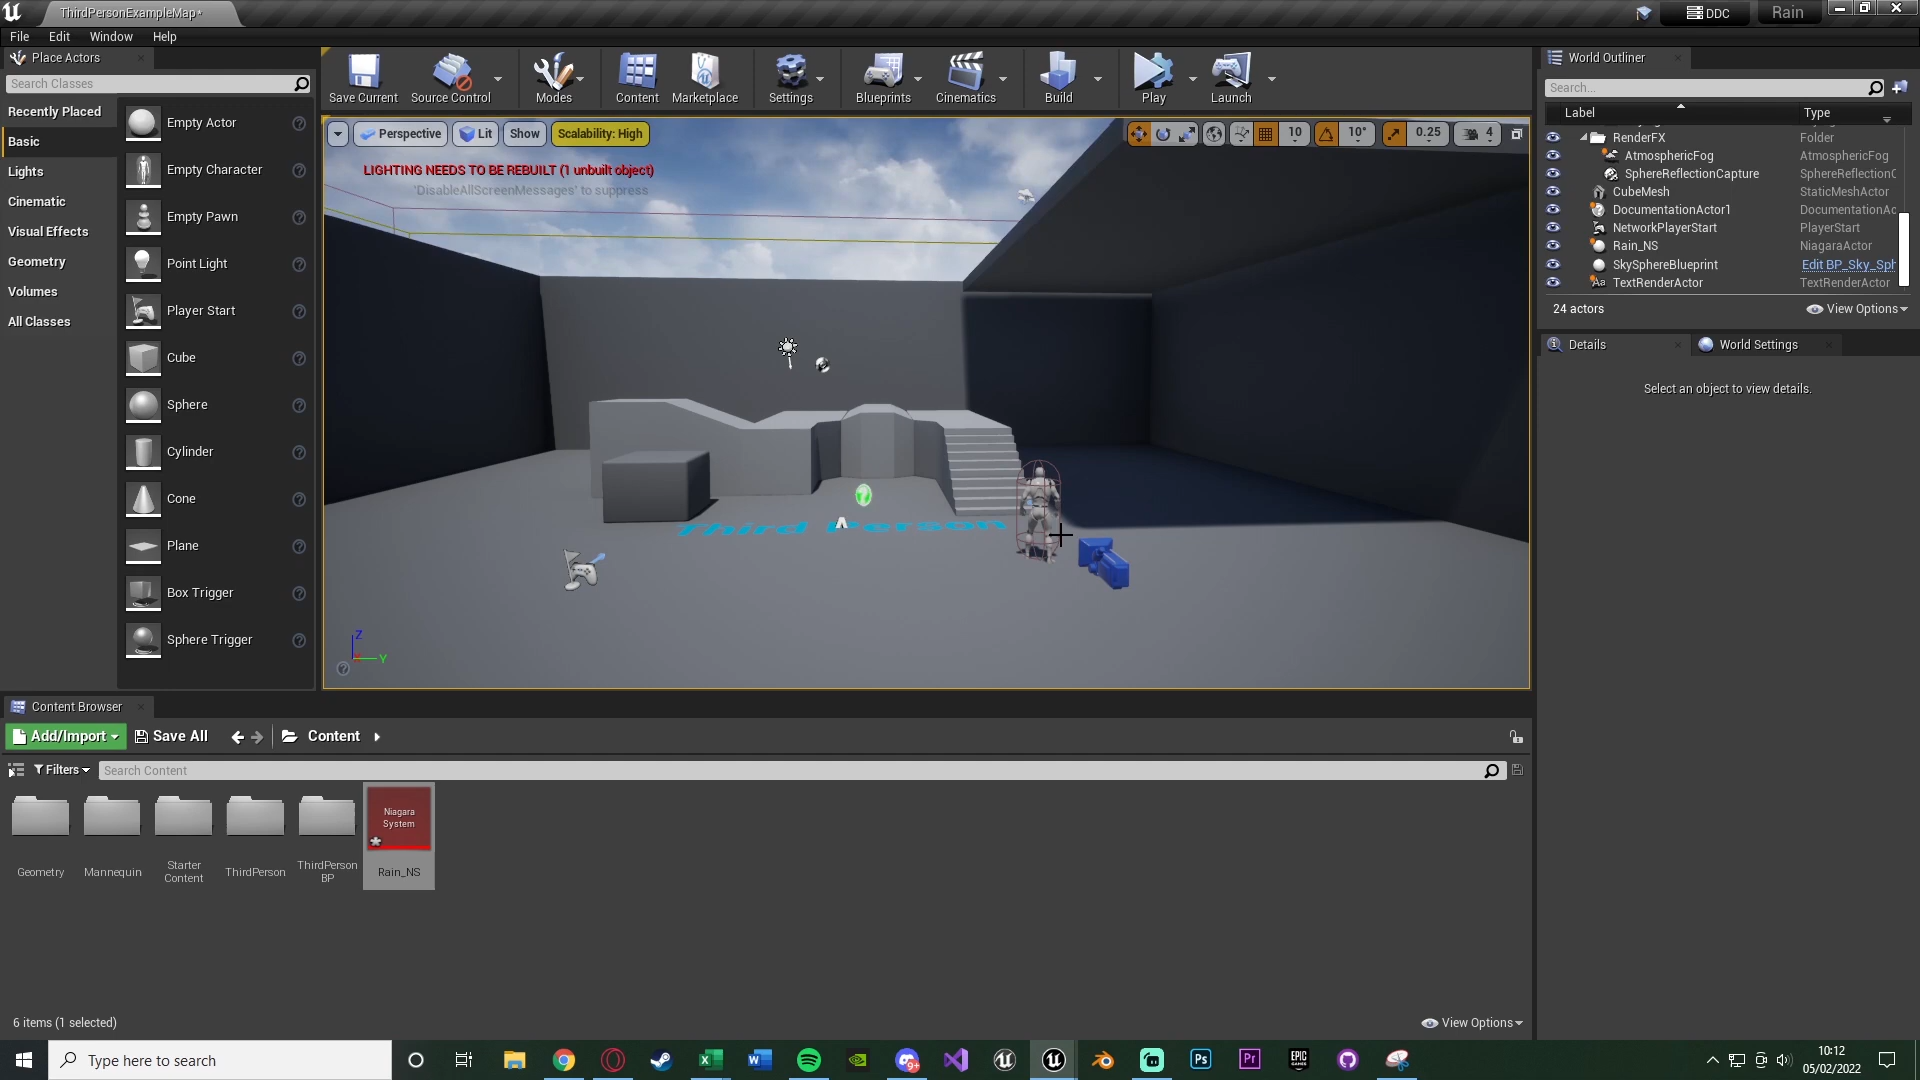 ThirdPersonExampleMap*
DDC
Rain
File
Edit
Window
Help
Place Actors
Search Classes
Recently Placed
Basic
Lights
Cinematic
Visual Effects
Geometry
Volumes
All Classes
Empty Actor
Empty Character
Empty Pawn
Point Light
Player Start
Cube
Sphere
Cylinder
Cone
Plane
Box Trigger
Sphere Trigger
Save Current
Source Control
Modes
Content
Marketplace
Settings
Blueprints
Cinematics
Build
Play
Launch
Perspective
Lit
Show
Scalability: High
10
10°
0.25
4
LIGHTING NEEDS TO BE REBUILT (1 unbuilt object)
'DisableAllScreenMessages' to suppress
Third Person
Z
Y
World Outliner
Search...
Label
Type
RenderFX
Folder
AtmosphericFog
AtmosphericFog
SphereReflectionCapture
SphereReflectionC
CubeMesh
StaticMeshActor
DocumentationActor1
DocumentationAc
NetworkPlayerStart
PlayerStart
Rain_NS
NiagaraActor
SkySphereBlueprint
Edit BP_Sky_Sph
TextRenderActor
TextRenderActor
24 actors
View Options
Details
World Settings
Select an object to view details.
Content Browser
Add/Import
Save All
Content
Filters
Search Content
Geometry
Mannequin
Starter
Content
ThirdPerson
ThirdPerson
BP
Niagara
System
Rain_NS
6 items (1 selected)
View Options
Type here to search
9+
Ps
Pr
EPIC
GAMES
10:12
05/02/2022